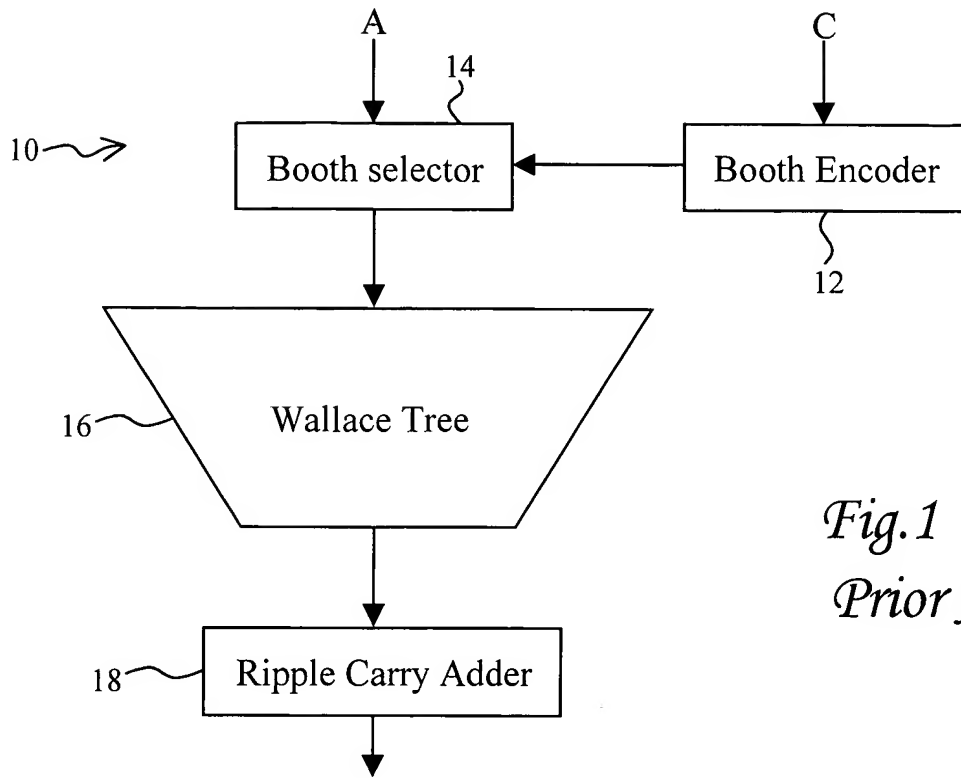 A
C
14
10
Booth selector
Booth Encoder
12
16
Wallace Tree
Fig.1
Prior
18
Ripple Carry Adder